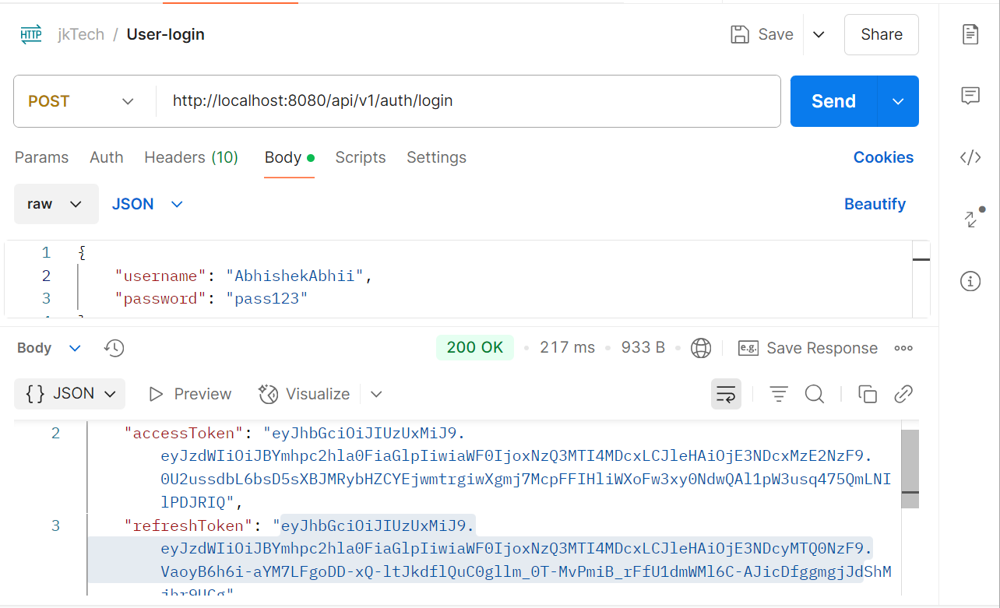 HTTP jkTech / User-login Save Share
POST http://localhost:8080/api/v1/auth/login Send
Params Auth Headers (10) Body Scripts Settings Cookies
raw JSON Beautify
1 {
2 "username": "AbhishekAbhii",
3 "password": "pass123"
Body 200 OK 217 ms 933 B e.g. Save Response
{} JSON Preview Visualize
2 "accessToken": "eyJhbGciOiJIUzUxMiJ9.
eyJzdWIiOiJBYmhpc2hla0FiaGlpIiwiaWF0IjoxNzQ3MTI4MDcxLCJleHAiOjE3NDcxMzE2NzF9.
0U2ussdbL6bsD5sXBJMRybHZCYEjwmtrgiwXgmj7McpFFIHliWXoFw3xy0NdwQAl1pW3usq475QmLNI
lPDJRIQ",
3 "refreshToken": "eyJhbGciOiJIUzUxMiJ9.
eyJzdWIiOiJBYmhpc2hla0FiaGlpIiwiaWF0IjoxNzQ3MTI4MDcxLCJleHAiOjE3NDcyMTQ0NzF9.
VaoyB6h6i-aYM7LFgoDD-xQ-ltJkdflQuC0gllm_0T-MvPmiB_rFfU1dmWMl6C-AJicDfggmgjJdShM